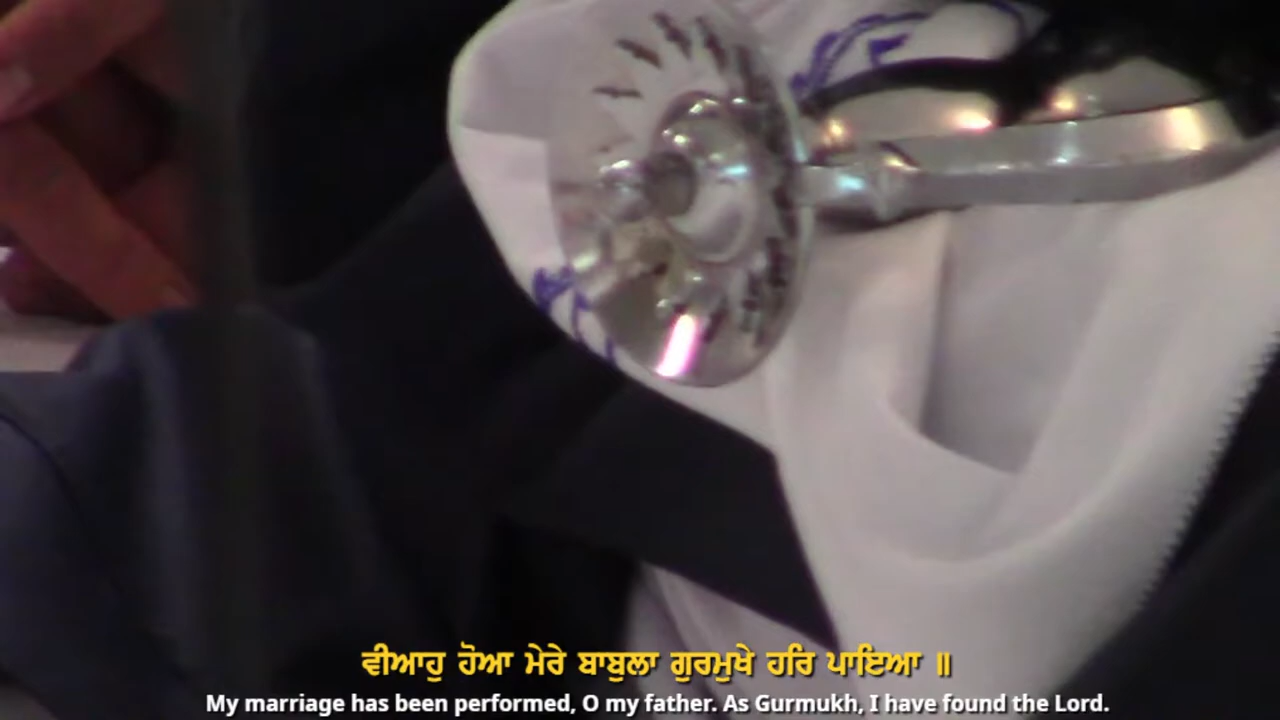 ਵੀਆਹੁ ਹੋਆ ਮੇਰੇ ਬਾਬੁਲਾ ਗੁਰਮੁਖੇ ਹਰਿ ਪਾਇਆ ॥
My marriage has been performed, O my father. As Gurmukh, I have found the Lord.